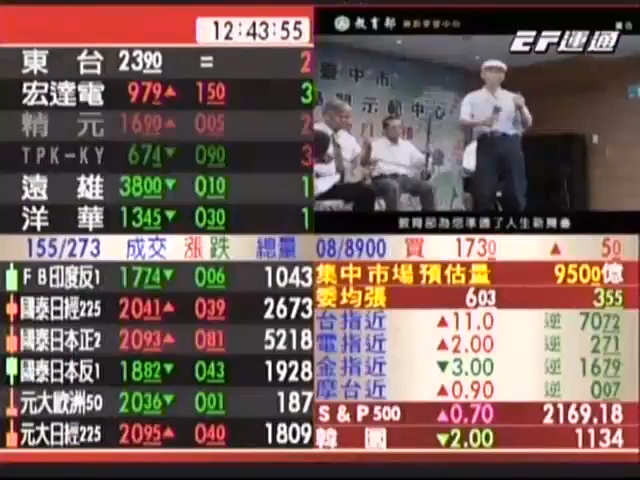 12:43:55
東台 2390 = 2
宏達電 979▲ 150 3
精元 1690▲ 005 2
TPK-KY 674▼ 090 3
遠雄 3800▼ 010 1
洋華 1345▼ 030 1
155/273 成交 漲跌 總量
FB印度反1 1774▼ 006 1043
國泰日經225 2041▲ 039 2673
國泰日本正2 2093▲ 081 5218
國泰日本反1 1882▼ 043 1928
元大歐洲50 2036▼ 001 187
元大日經225 2095▲ 040 1809
教育部
EF運通
臺中市
示範中心
08/8900 買 1730 ▲ 50
集中市場預估量 9500億
委均張 603 355
台指近 ▲11.0 逆 7072
電指近 ▲2.00 逆 271
金指近 ▼3.00 逆 1679
摩台近 ▲0.90 逆 007
S&P500 ▲0.70 2169.18
韓國 ▼2.00 1134